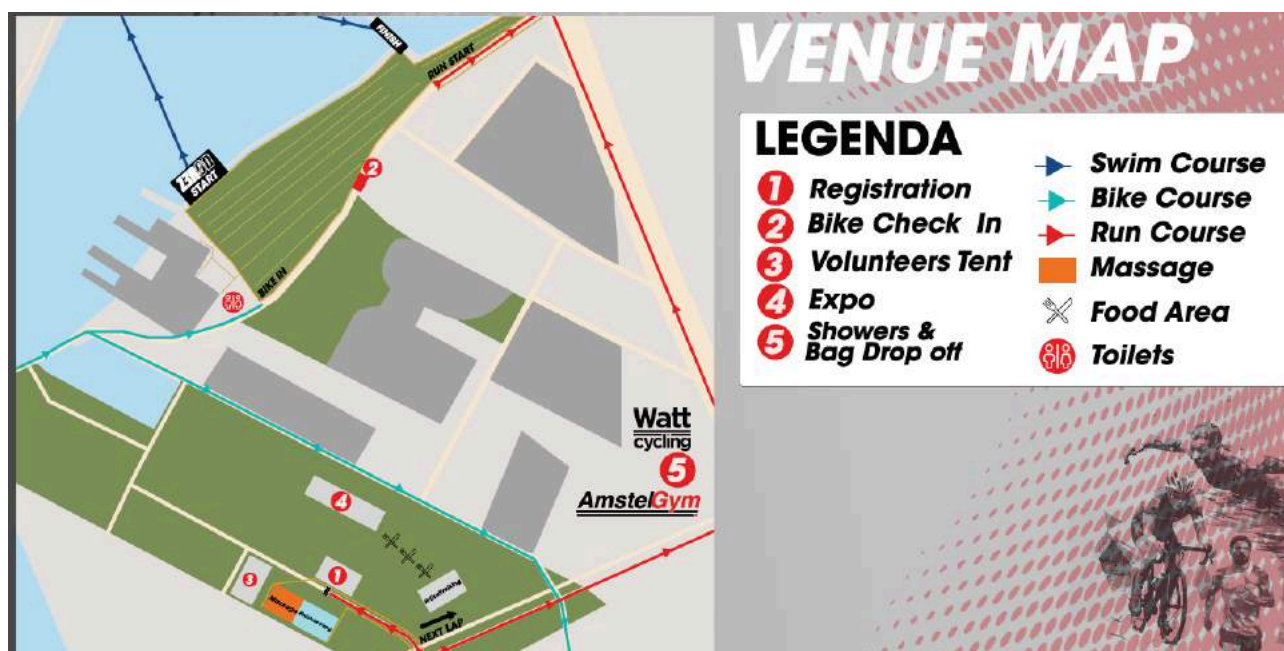 VENUE MAP
LEGENDA
1 Registration
2 Bike Check In
3 Volunteers Tent
4 Expo
5 Showers &
Bag Drop off
Swim Course
Bike Course
Run Course
Massage
Food Area
Toilets
FINISH
RUN START
START
2
BIKE IN
Watt
cycling
5
AmstelGym
4
1
3
Massage
NEXT LAP